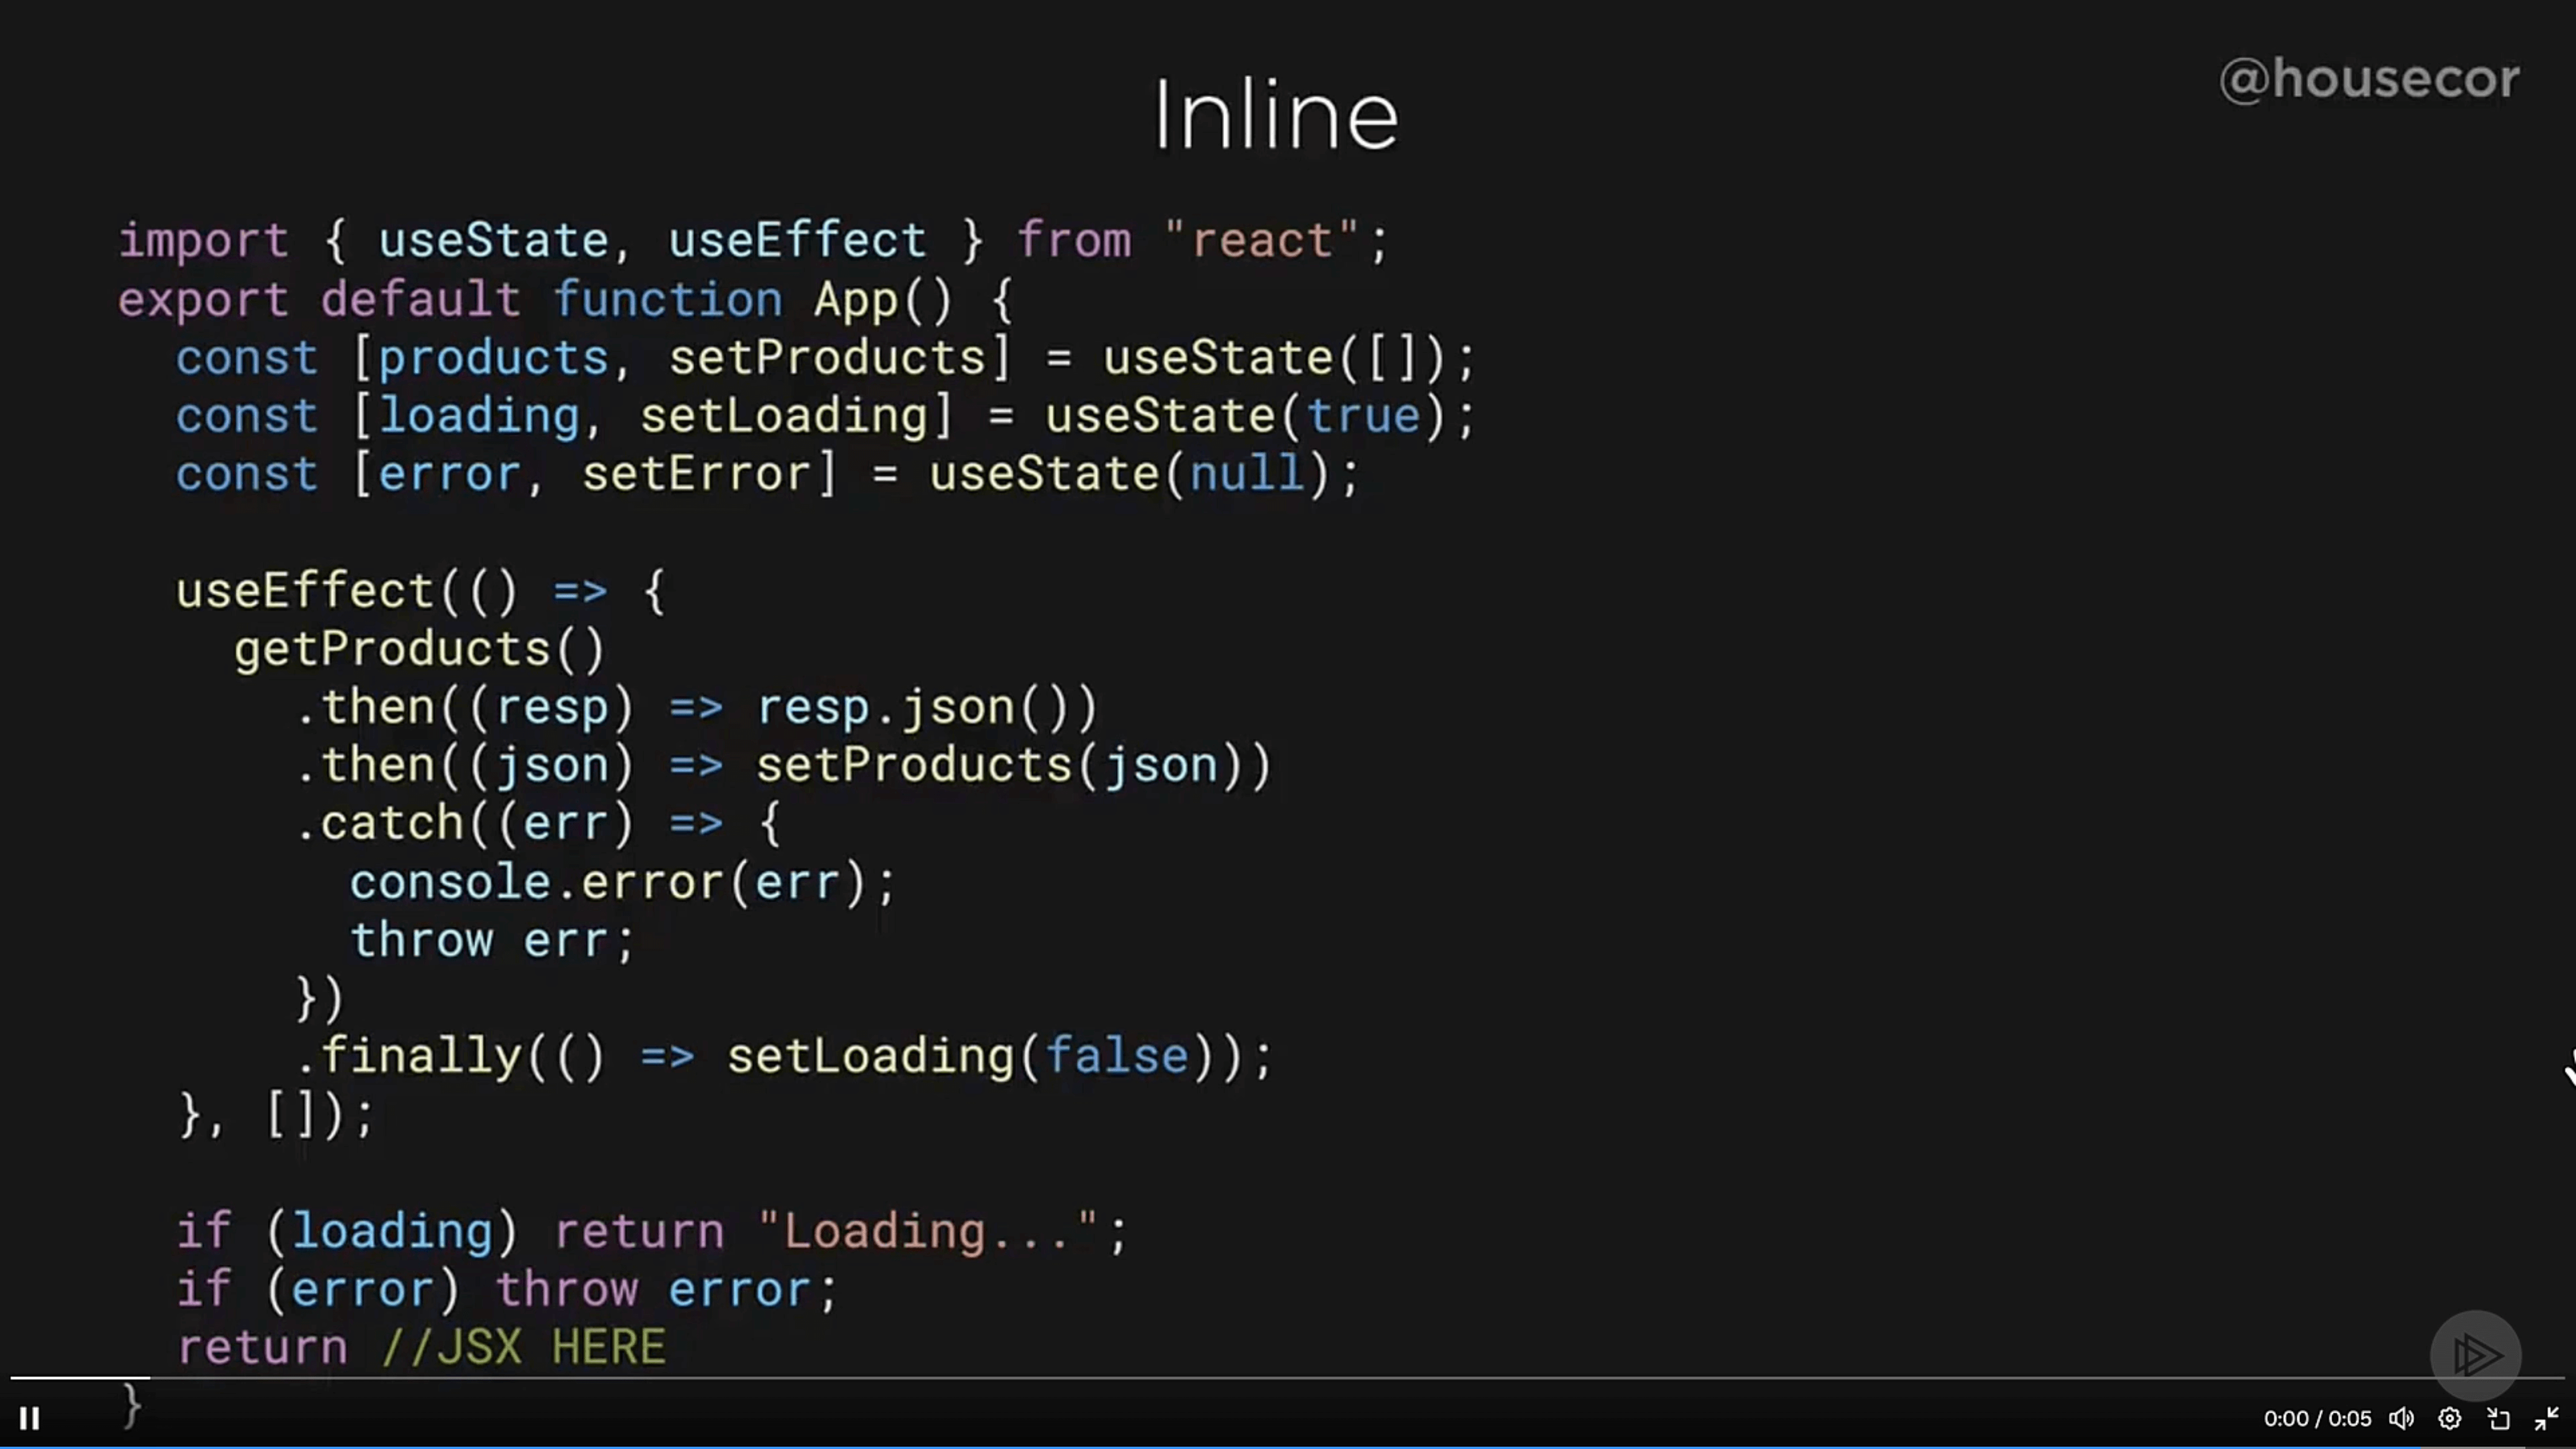 @housecor
Inline
import { useState, useEffect } from "react";
export default function App() {
  const [products, setProducts] = useState([]);
  const [loading, setLoading] = useState(true);
  const [error, setError] = useState(null);
  useEffect(() => {
    getProducts()
      .then((resp) => resp.json())
      .then((json) => setProducts(json))
      .catch((err) => {
        console.error(err);
        throw err;
      })
      .finally(() => setLoading(false));
  }, []);
  if (loading) return "Loading...";
  if (error) throw error;
  return //JSX HERE
}
0:00 / 0:05